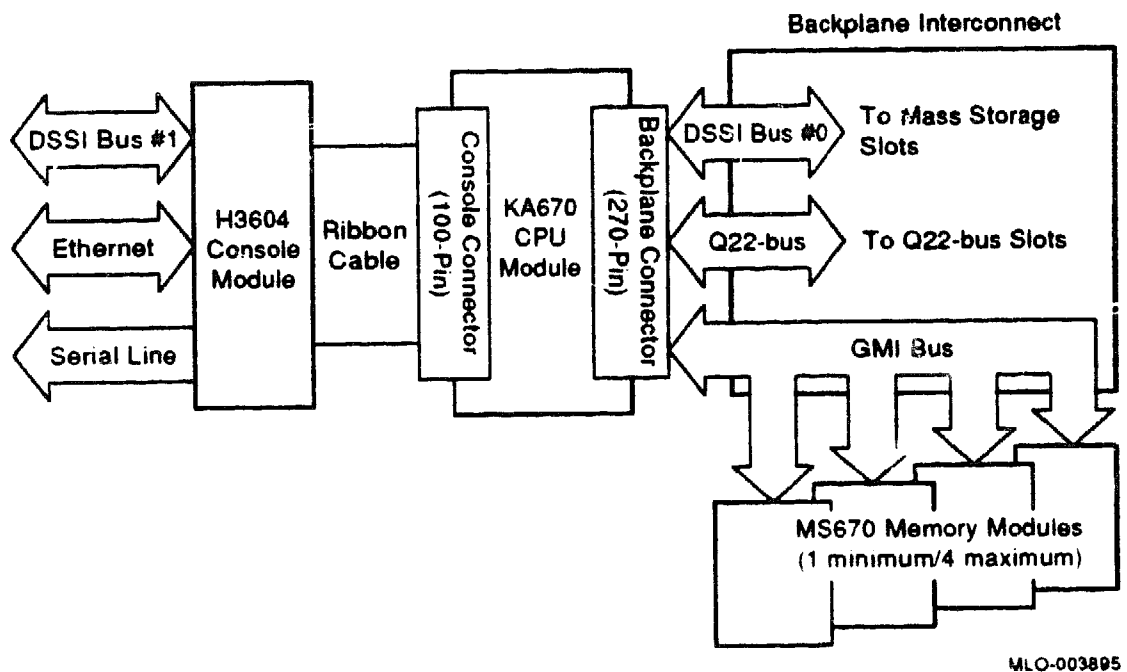 Backplane Interconnect
DSSI Bus #1
Ethernet
Serial Line
H3604
Console
Module
Ribbon
Cable
Console Connector
(100-Pin)
KA670
CPU
Module
Backplane Connector
(270-Pin)
DSSI Bus #0
To Mass Storage
Slots
Q22-bus
To Q22-bus Slots
GMI Bus
MS670 Memory Modules
(1 minimum/4 maximum)
MLO-003895